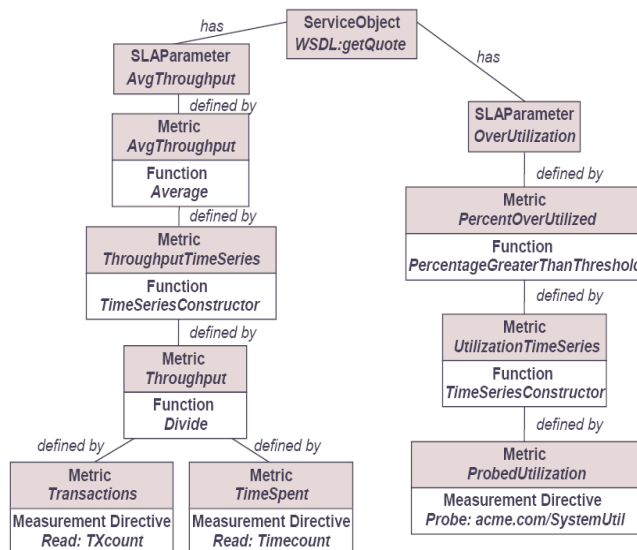 ServiceObject
WSDL:getQuote
has
has
SLAParameter
AvgThroughput
defined by
Metric
AvgThroughput
Function
Average
defined by
Metric
ThroughputTimeSeries
Function
TimeSeriesConstructor
defined by
Metric
Throughput
Function
Divide
defined by
defined by
Metric
Transactions
Measurement Directive
Read: TXcount
Metric
TimeSpent
Measurement Directive
Read: Timecount
SLAParameter
OverUtilization
defined by
Metric
PercentOverUtilized
Function
PercentageGreaterThanThreshold
defined by
Metric
UtilizationTimeSeries
Function
TimeSeriesConstructor
defined by
Metric
ProbedUtilization
Measurement Directive
Probe: acme.com/SystemUtil